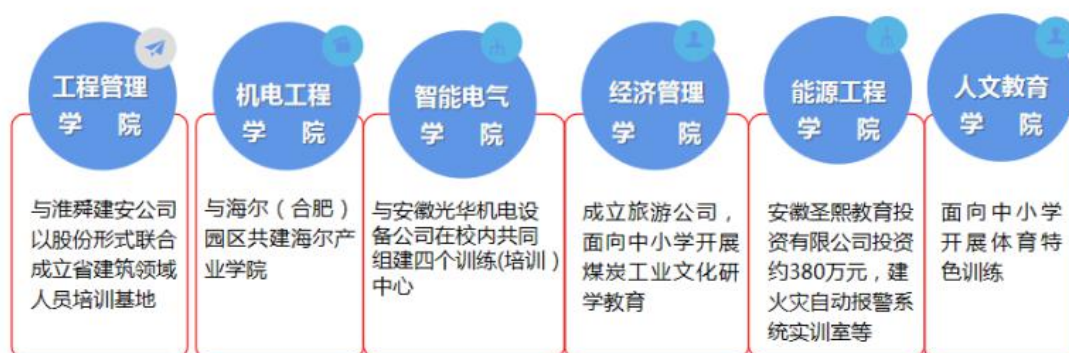 工程管理
学 院
与淮舜建安公司
以股份形式联合
成立省建筑领域
人员培训基地
机电工程
学 院
与海尔（合肥）
园区共建海尔产
业学院
智能电气
学 院
与安徽光华机电设
备公司在校内共同
组建四个训练(培训）
中心
经济管理
学 院
成立旅游公司，
面向中小学开展
煤炭工业文化研
学教育
能源工程
学 院
安徽圣熙教育投
资有限公司投资
约380万元，建
火灾自动报警系
统实训室等
人文教育
学 院
面向中小学
开展体育特
色训练